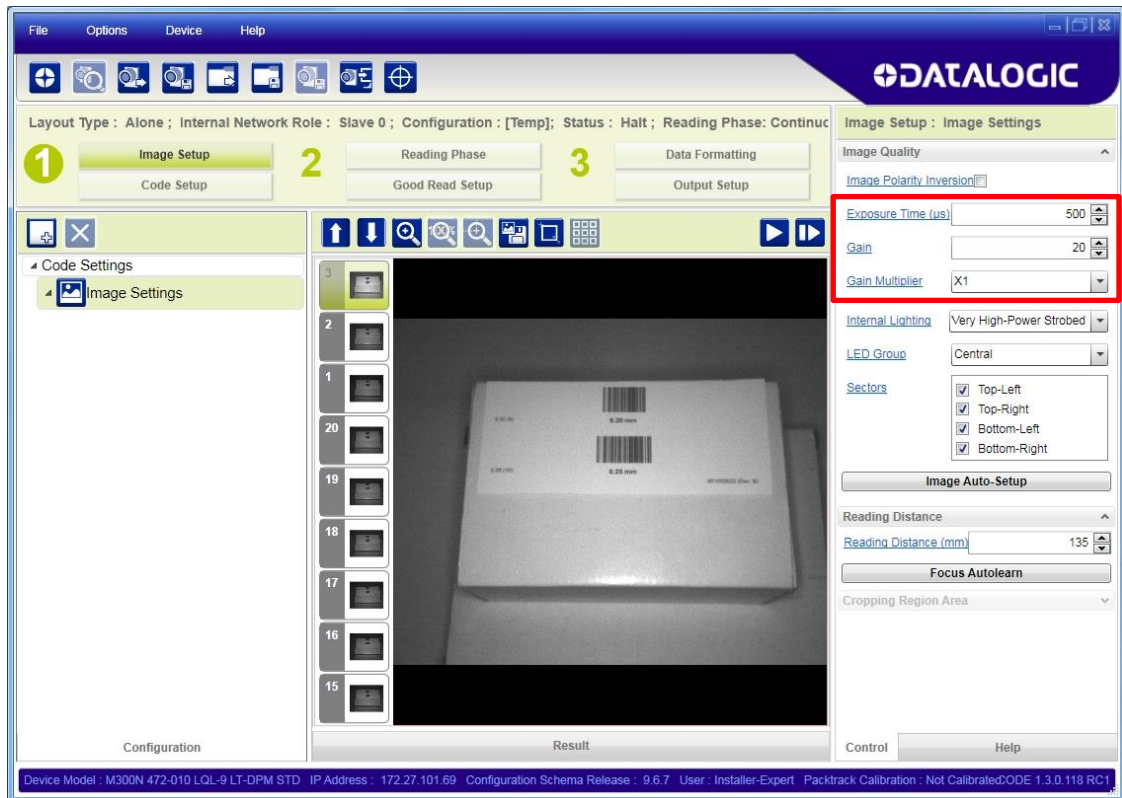 File Options Device Help
DATALOGIC
Layout Type : Alone ; Internal Network Role : Slave 0 ; Configuration : [Temp]; Status : Halt ; Reading Phase: Continuc
1 Image Setup 2 Reading Phase 3 Data Formatting
Code Setup Good Read Setup Output Setup
Code Settings
Image Settings
3
2
1
20
19
18
17
16
15
0.20 mm
0.25 mm
Configuration
Result
Image Setup : Image Settings
Image Quality
Image Polarity Inversion
Exposure Time (us) 500
Gain 20
Gain Multiplier X1
Internal Lighting Very High-Power Strobed
LED Group Central
Sectors Top-Left
Top-Right
Bottom-Left
Bottom-Right
Image Auto-Setup
Reading Distance
Reading Distance (mm) 135
Focus Autolearn
Cropping Region Area
Control Help
Device Model : M300N 472-010 LQL-9 LT-DPM STD IP Address : 172.27.101.69 Configuration Schema Release : 9.6.7 User : Installer-Expert Packtrack Calibration : Not Calibrated CODE 1.3.0.118 RC1